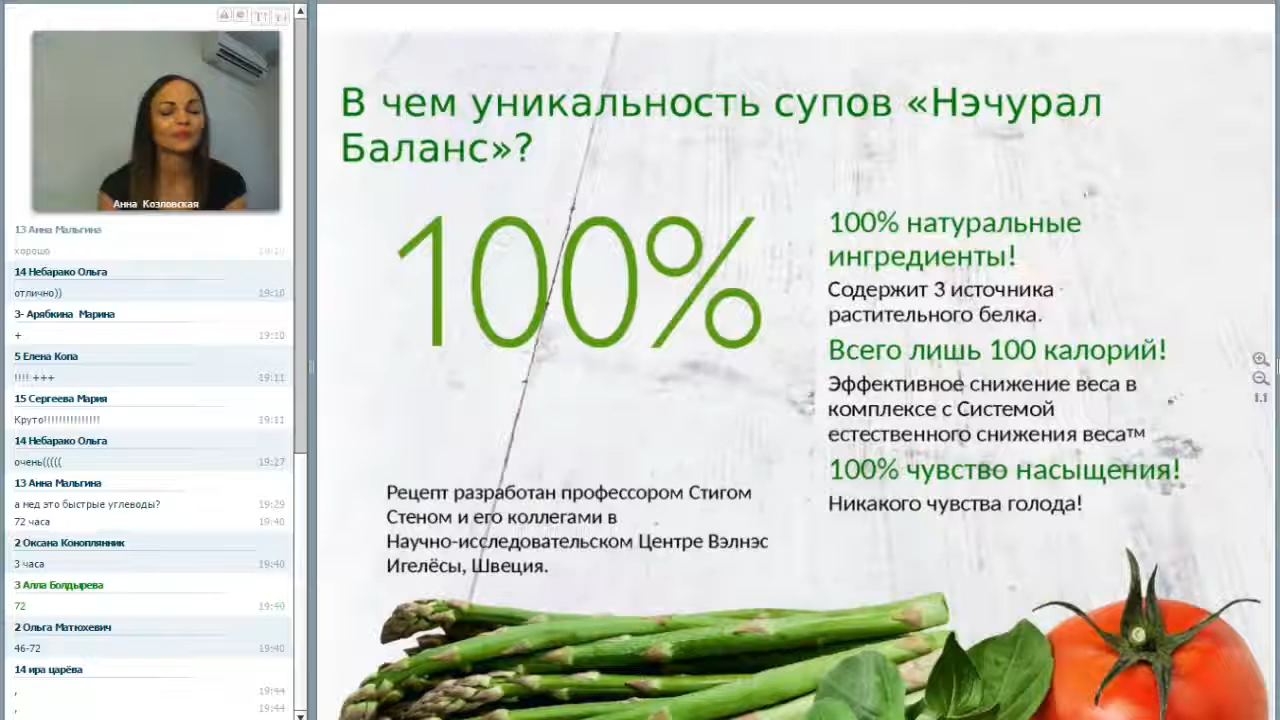 Анна Козловская
13 Анна Мальгина
хорошо 19:10
14 Небарако Ольга
отлично)) 19:10
3- Арябкина Марина
+ 19:10
5 Елена Копа
!!!! +++ 19:11
15 Сергеева Мария
Круто!!!!!!!!!!!!!!! 19:11
14 Небарако Ольга
очень((((( 19:27
13 Анна Мальгина
а мед это быстрые углеводы? 19:29
72 часа 19:40
2 Оксана Коноплянник
3 часа 19:40
3 Алла Болдырева
72 19:40
2 Ольга Матюхевич
46-72 19:40
14 ира царёва
, 19:44
, 19:44
В чем уникальность супов «Нэчурал
Баланс»?
100%
Рецепт разработан профессором Стигом
Стеном и его коллегами в
Научно-исследовательском Центре Вэлнэс
Игелёсы, Швеция.
100% натуральные
ингредиенты!
Содержит 3 источника
растительного белка.
Всего лишь 100 калорий!
Эффективное снижение веса в
комплексе с Системой
естественного снижения веса™
100% чувство насыщения!
Никакого чувства голода!
1:1